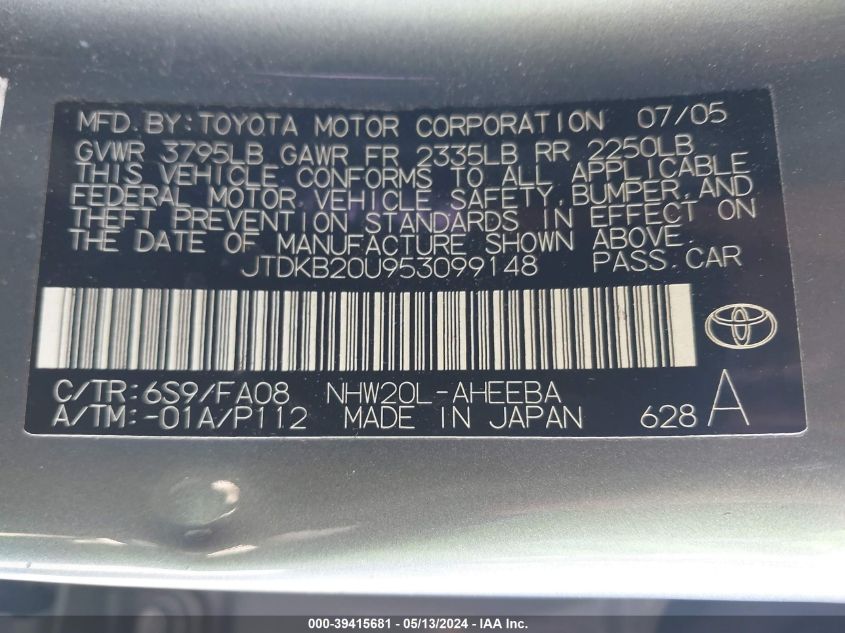 MFD. BY: TOYOTA MOTOR CORPORATION 07/05
GVWR 3795LB GAWR FR 2335LB RR 2250LB
THIS VEHICLE CONFORMS TO ALL APPLICABLE
FEDERAL MOTOR VEHICLE SAFETY, BUMPER, AND
THEFT PREVENTION STANDARDS IN EFFECT ON
THE DATE OF MANUFACTURE SHOWN ABOVE.
JTDKB20U953099148 PASS.CAR
C/TR: 6S9/FA08 NHW20L-AHEEBA
A/TM:-01A/P112 MADE IN JAPAN 628 A
000-39415681 - 05/13/2024 - IAA Inc.